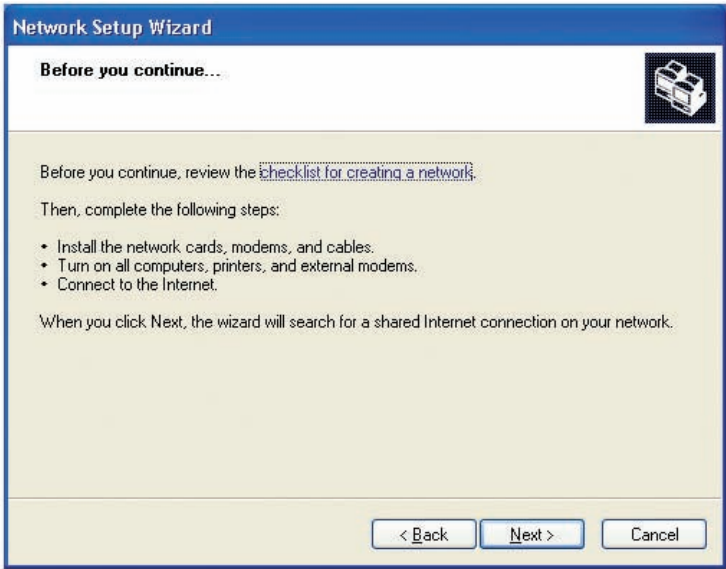 Network Setup Wizard
Before you continue...
Before you continue, review the checklist for creating a network.
Then, complete the following steps:
• Install the network cards, modems, and cables.
• Turn on all computers, printers, and external modems.
• Connect to the Internet.
When you click Next, the wizard will search for a shared Internet connection on your network.
< Back
Next >
Cancel